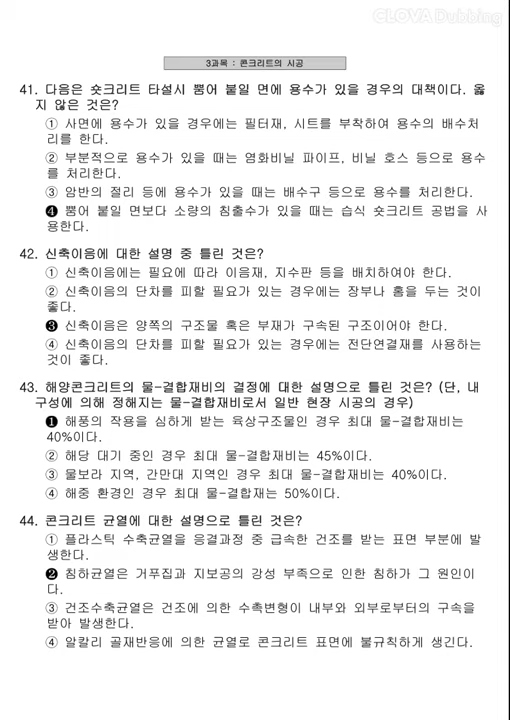 CLOVA Dubbing
3과목 : 콘크리트의 시공
41. 다음은 숏크리트 타설시 뿜어 붙일 면에 용수가 있을 경우의 대책이다. 옳
지 않은 것은?
① 사면에 용수가 있을 경우에는 필터재, 시트를 부착하여 용수의 배수처
리를 한다.
② 부분적으로 용수가 있을 때는 염화비닐 파이프, 비닐 호스 등으로 용수
를 처리한다.
③ 암반의 절리 등에 용수가 있을 때는 배수구 등으로 용수를 처리한다.
❹ 뿜어 붙일 면보다 소량의 침출수가 있을 때는 습식 숏크리트 공법을 사
용한다.
42. 신축이음에 대한 설명 중 틀린 것은?
① 신축이음에는 필요에 따라 이음재, 지수판 등을 배치하여야 한다.
② 신축이음의 단차를 피할 필요가 있는 경우에는 장부나 홈을 두는 것이
좋다.
❸ 신축이음은 양쪽의 구조물 혹은 부재가 구속된 구조이어야 한다.
④ 신축이음의 단차를 피할 필요가 있는 경우에는 전단연결재를 사용하는
것이 좋다.
43. 해양콘크리트의 물-결합재비의 결정에 대한 설명으로 틀린 것은? (단, 내
구성에 의해 정해지는 물-결합재비로서 일반 현장 시공의 경우)
❶ 해풍의 작용을 심하게 받는 육상구조물인 경우 최대 물-결합재비는
40%이다.
② 해당 대기 중인 경우 최대 물-결합재비는 45%이다.
③ 물보라 지역, 간만대 지역인 경우 최대 물-결합재비는 40%이다.
④ 해중 환경인 경우 최대 물-결합재는 50%이다.
44. 콘크리트 균열에 대한 설명으로 틀린 것은?
① 플라스틱 수축균열을 응결과정 중 급속한 건조를 받는 표면 부분에 발
생한다.
❷ 침하균열은 거푸집과 지보공의 강성 부족으로 인한 침하가 그 원인이
다.
③ 건조수축균열은 건조에 의한 수촉변형이 내부와 외부로부터의 구속을
받아 발생한다.
④ 알칼리 골재반응에 의한 균열로 콘크리트 표면에 불규칙하게 생긴다.